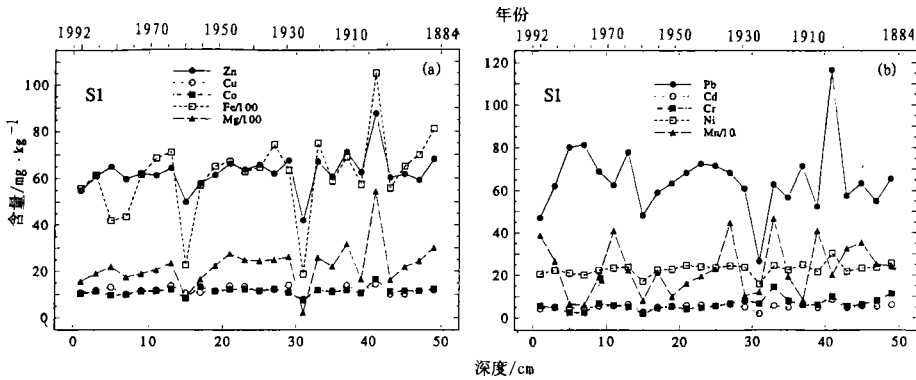 年份
1992 1970 1950 1930 1910 1884
1992 1970 1950 1930 1910 1884
(a)
S1
Zn
Cu
Co
Fe/100
Mg/100
含量/mg·kg⁻¹
100
80
60
40
20
0
0 10 20 30 40 50
(b)
S1
Pb
Cd
Cr
Ni
Mn/10
120
100
80
60
40
20
0
0 10 20 30 40 50
深度/cm